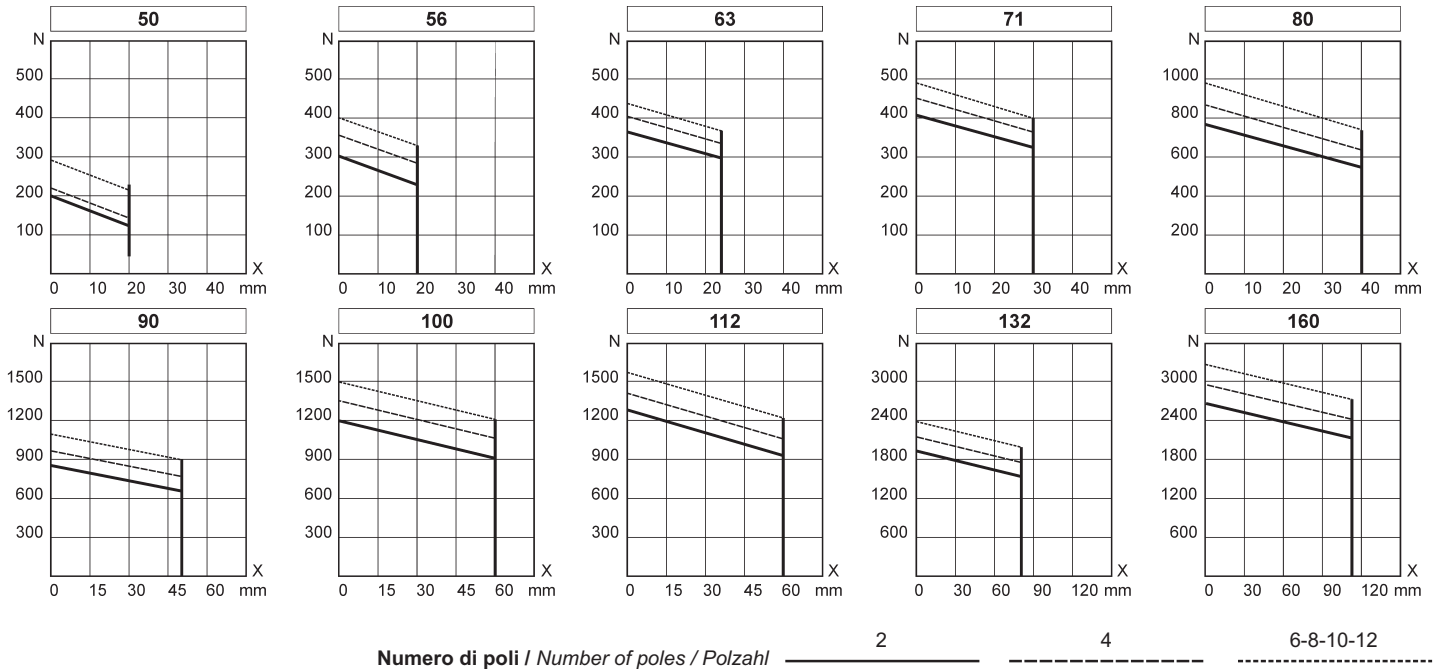 50 56 63 71 80
N N N N N
500 500 500 500 1000
400 400 400 400 800
300 300 300 300 600
200 200 200 200 400
100 100 100 100 200
X X X X X
0 10 20 30 40 mm 0 10 20 30 40 mm 0 10 20 30 40 mm 0 10 20 30 40 mm 0 10 20 30 40 mm
90 100 112 132 160
N N N N N
1500 1500 1500 3000 3000
1200 1200 1200 2400 2400
900 900 900 1800 1800
600 600 600 1200 1200
300 300 300 600 600
X X X X X
0 15 30 45 60 mm 0 15 30 45 60 mm 0 15 30 45 60 mm 0 30 60 90 120 mm 0 30 60 90 120 mm
2 4 6-8-10-12
Numero di poli / Number of poles / Polzahl